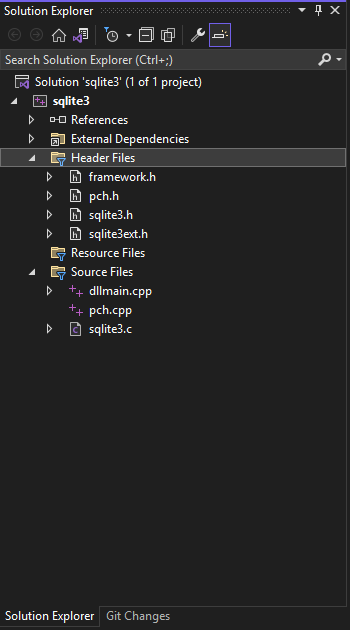 Solution Explorer
Search Solution Explorer (Ctrl+;)
Solution 'sqlite3' (1 of 1 project)
sqlite3
References
External Dependencies
Header Files
framework.h
pch.h
sqlite3.h
sqlite3ext.h
Resource Files
Source Files
dllmain.cpp
pch.cpp
sqlite3.c
Solution Explorer Git Changes